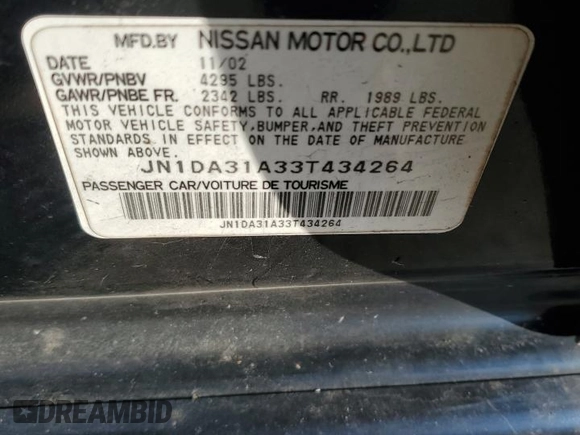 MFD.BY NISSAN MOTOR CO.,LTD
DATE 11/02
GVWR/PNBV 4295 LBS.
GAWR/PNBE FR. 2342 LBS. RR. 1989 LBS.
THIS VEHICLE CONFORMS TO ALL APPLICABLE FEDERAL
MOTOR VEHICLE SAFETY,BUMPER,AND THEFT PREVENTION
STANDARDS IN EFFECT ON THE DATE OF MANUFACTURE
SHOWN ABOVE.
JN1DA31A33T434264
PASSENGER CAR/VOITURE DE TOURISME
JN1DA31A33T434264
DREAMBID